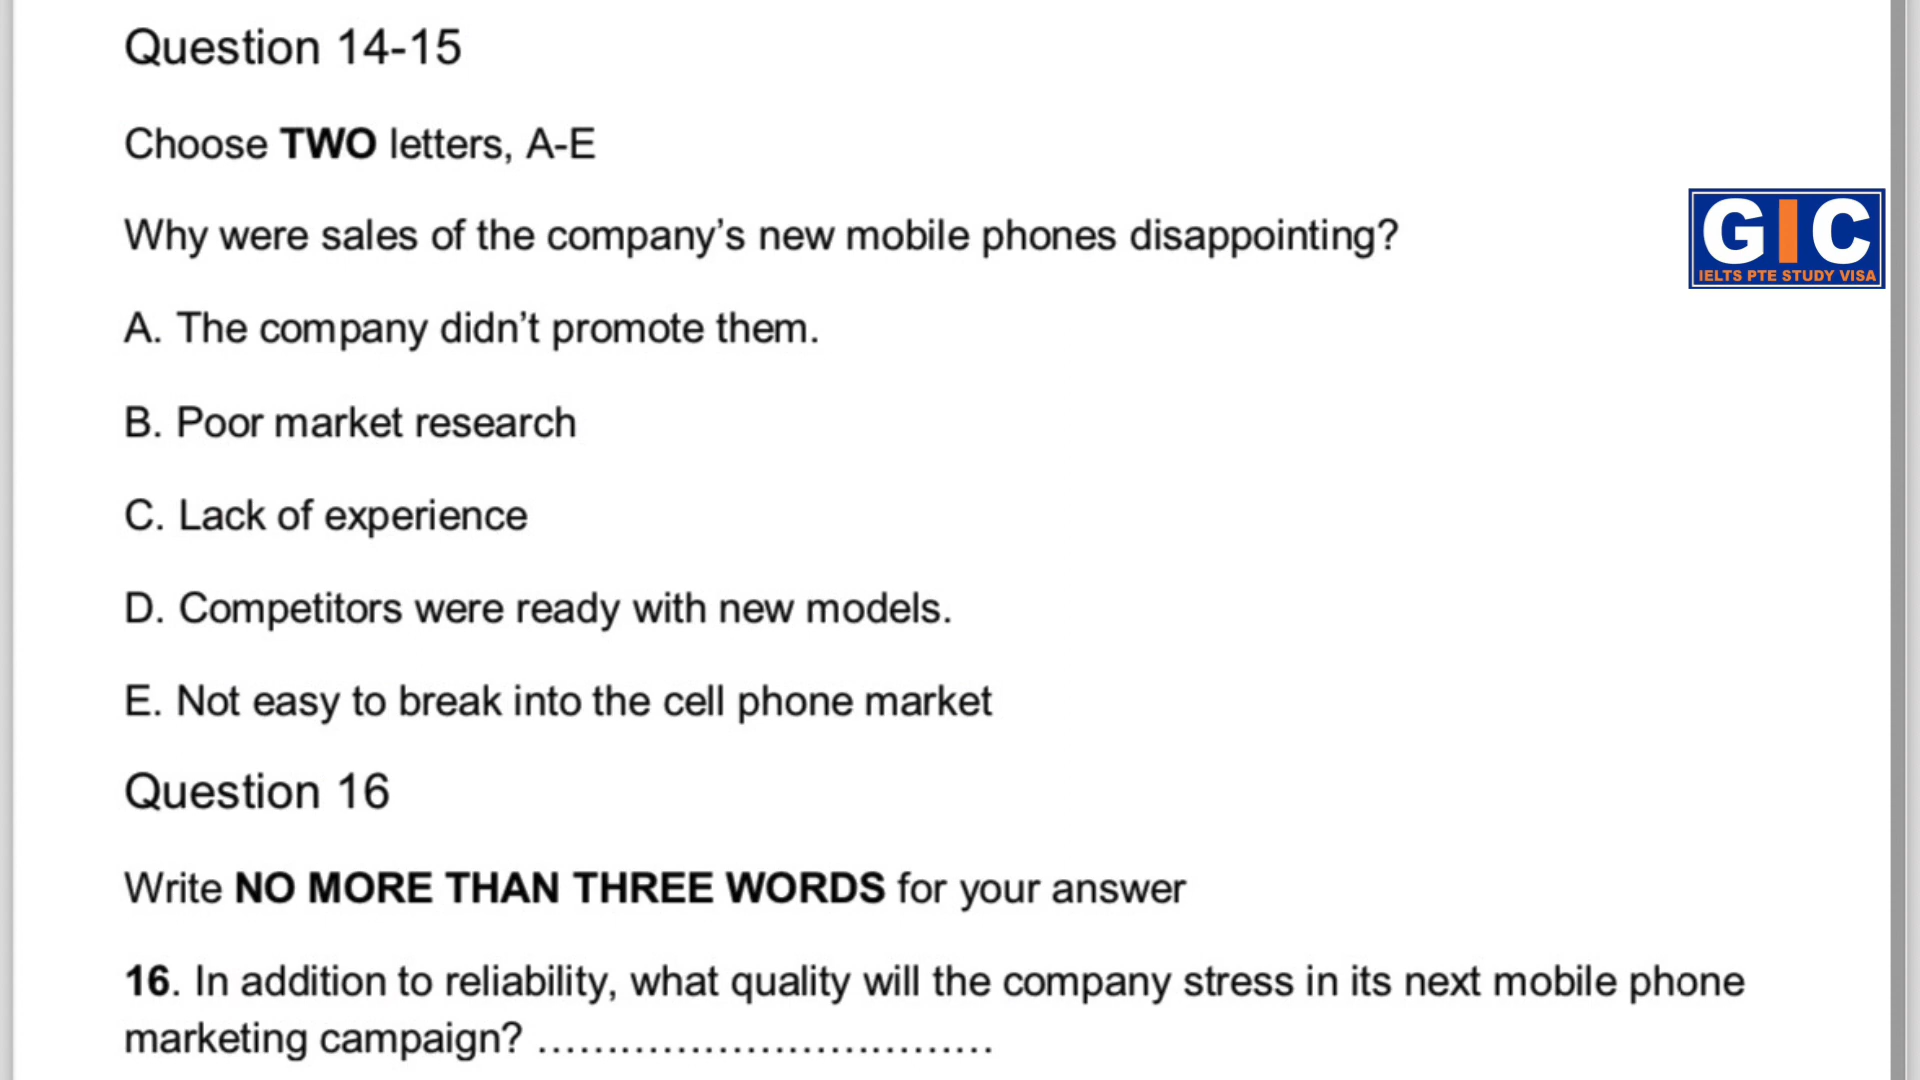 Question 14-15
Choose TWO letters, A-E
Why were sales of the company's new mobile phones disappointing?
GIC
IELTS PTE STUDY VISA
A. The company didn't promote them.
B. Poor market research
C. Lack of experience
D. Competitors were ready with new models.
E. Not easy to break into the cell phone market
Question 16
Write NO MORE THAN THREE WORDS for your answer
16. In addition to reliability, what quality will the company stress in its next mobile phone
marketing campaign? .................................